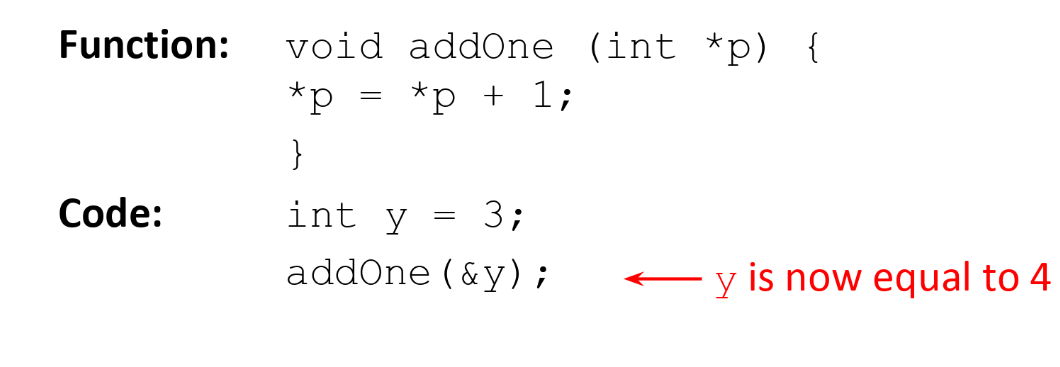 Function: void addOne (int *p) {
*p = *p + 1;
}
Code: int y = 3;
addOne(&y); y is now equal to 4